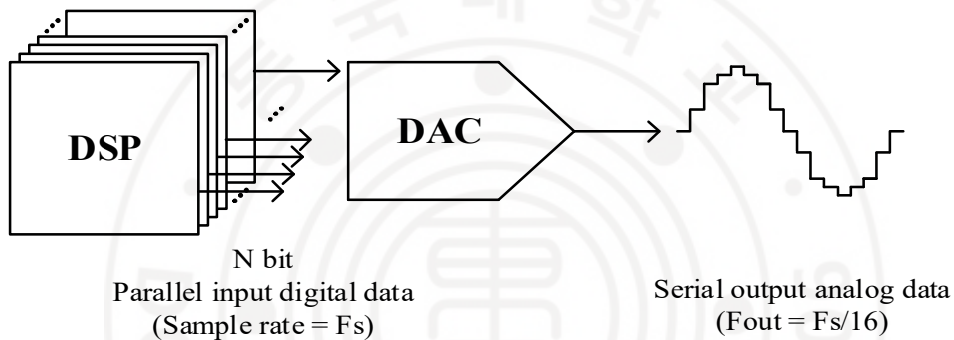 DSP
DAC
N bit
Parallel input digital data
(Sample rate = Fs)
Serial output analog data
(Fout = Fs/16)